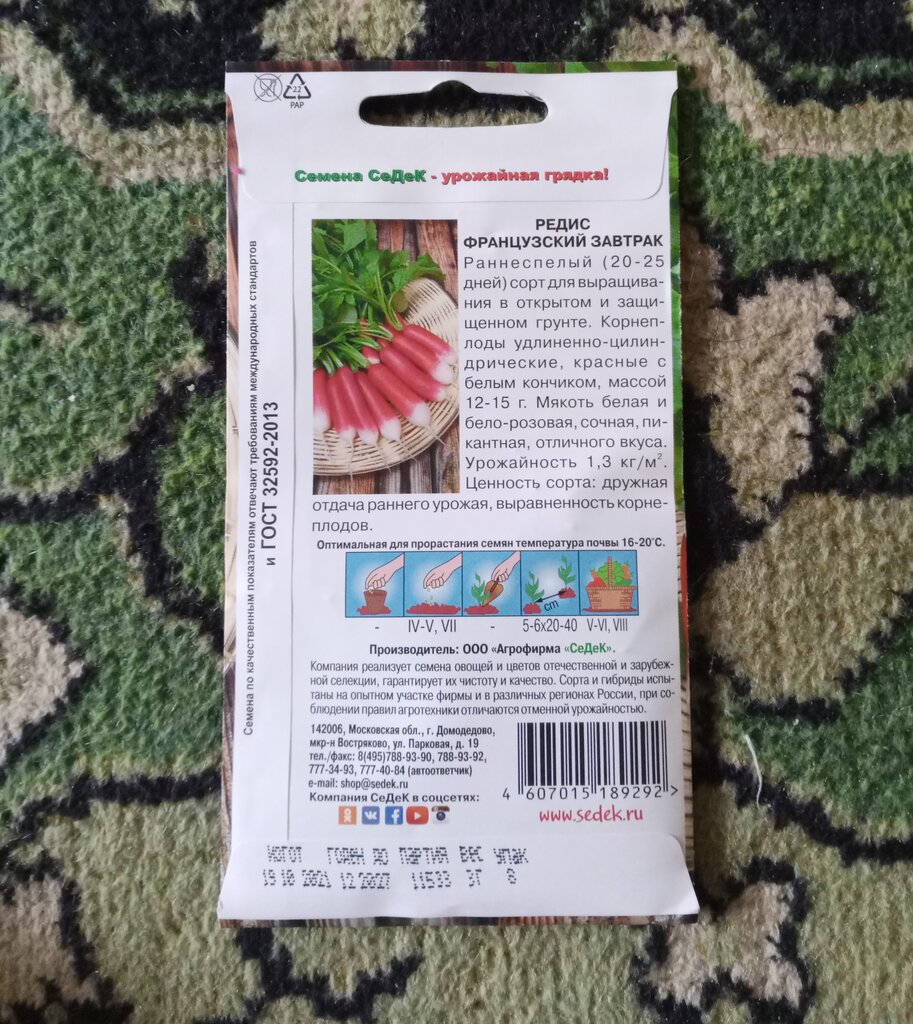 22
PAP
Семена СеДеК - урожайная грядка!
Семена по качественным показателям отвечают требованиям международных стандартов
и ГОСТ 32592-2013
РЕДИС
ФРАНЦУЗСКИЙ ЗАВТРАК
Раннеспелый (20-25
дней) сорт для выращива-
ния в открытом и защи-
щенном грунте. Корнеп-
лоды удлиненно-цилин-
дрические, красные с
белым кончиком, массой
12-15 г. Мякоть белая и
бело-розовая, сочная, пи-
кантная, отличного вкуса.
Урожайность 1,3 кг/м².
Ценность сорта: дружная
отдача раннего урожая, выравненность корне-
плодов.
Оптимальная для прорастания семян температура почвы 16-20°С.
cm
- IV-V, VII - 5-6х20-40 V-VI, VIII
Производитель: ООО «Агрофирма "СеДеК».
Компания реализует семена овощей и цветов отечественной и зарубеж-
ной селекции, гарантирует их чистоту и качество. Сорта и гибриды испы-
таны на опытном участке фирмы и в различных регионах России, при со-
блюдении правил агротехники отличаются отменной урожайностью.
142006, Московская обл., г. Домодедово,
мкр-н Востряково, ул. Парковая, д. 19
тел./факс: 8(495)788-93-90, 788-93-92,
777-34-93, 777-40-84 (автоответчик)
e-mail: shop@sedek.ru
Компания СеДеК в соцсетях:
4 607015 189292 >
www.sedek.ru
ИЗГОТ ГОДЕН ДО ПАРТИЯ ВЕС УПАК
19 10 2021 12 2027 11533 3Г 8